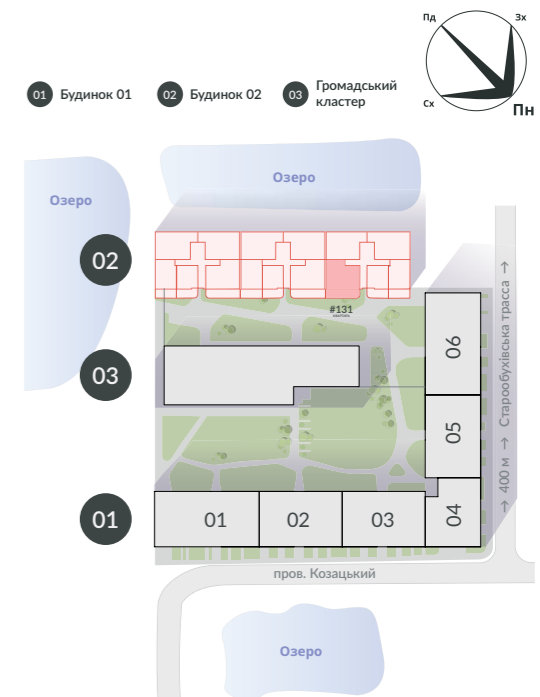 Пд
Зх
Сх
Пн
01 Будинок 01
02 Будинок 02
03 Громадський
кластер
Озеро
Озеро
02
#131
03
06
05
04
→ 400 м → Старообухівська трасса →
01
01
02
03
пров. Козацький
Озеро